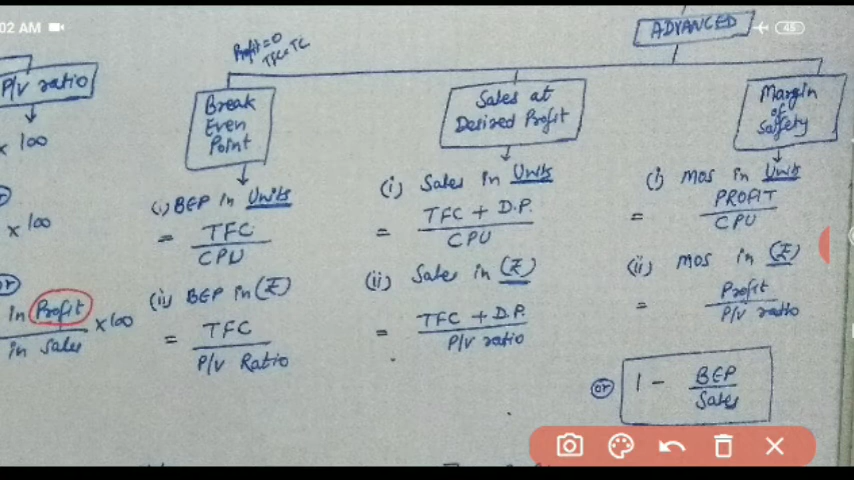 02 AM
45
ADVANCED
Profit=0
TFC=TC
P/v ratio
x 100
x 100
or
in Profit
in sales
x100
Break
Even
Point
(i) BEP in Units
= TFC
CPU
(ii) BEP in (₹)
= TFC
P/v Ratio
Sales at
Desired Profit
(i) Sales in Units
= TFC + D.P.
CPU
(ii) Sales in (₹)
= TFC + D.P.
P/v ratio
Margin
of
Safety
(i) MOS in Units
= PROFIT
CPU
(ii) MOS in (₹)
= Profit
P/v ratio
or 1 - BEP
Sales